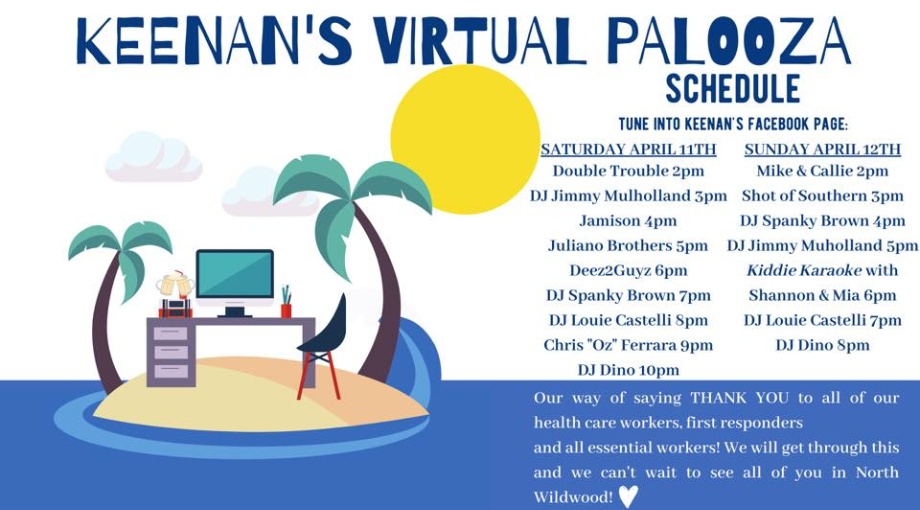 KEENAN'S VIRTUAL PALOOZA
SCHEDULE
TUNE INTO KEENAN'S FACEBOOK PAGE:
SATURDAY APRIL 11TH
Double Trouble 2pm
DJ Jimmy Mulholland 3pm
Jamison 4pm
Juliano Brothers 5pm
Deez2Guyz 6pm
DJ Spanky Brown 7pm
DJ Louie Castelli 8pm
Chris "Oz" Ferrara 9pm
DJ Dino 10pm
SUNDAY APRIL 12TH
Mike & Callie 2pm
Shot of Southern 3pm
DJ Spanky Brown 4pm
DJ Jimmy Muholland 5pm
Kiddie Karaoke with
Shannon & Mia 6pm
DJ Louie Castelli 7pm
DJ Dino 8pm
Our way of saying THANK YOU to all of our
health care workers, first responders
and all essential workers! We will get through this
and we can't wait to see all of you in North
Wildwood!